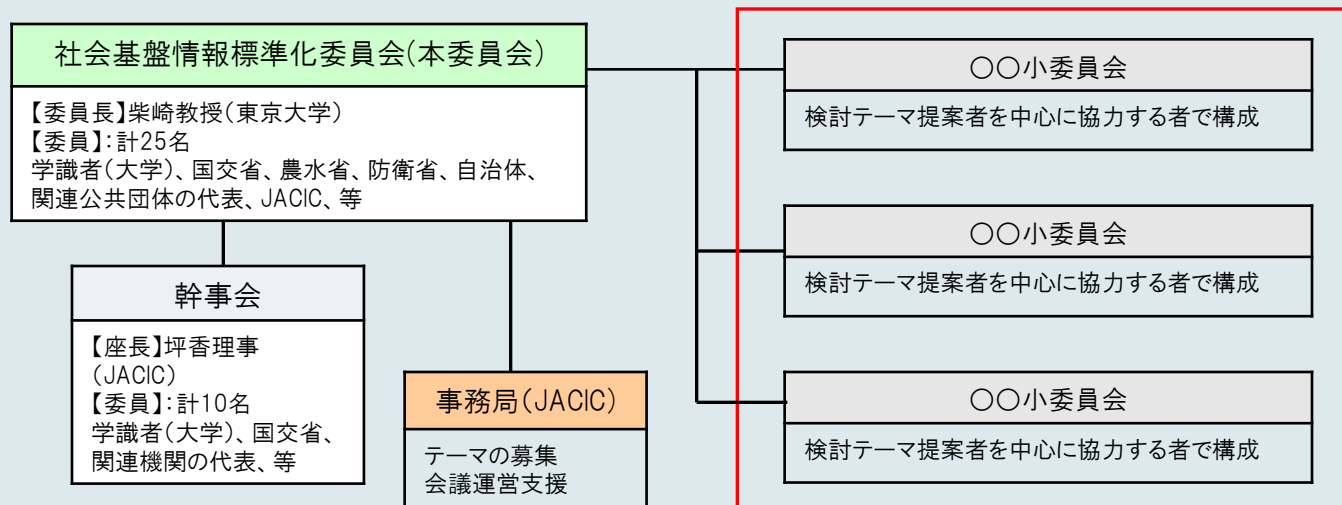 社会基盤情報標準化委員会(本委員会)
【委員長】柴崎教授(東京大学)
【委員】:計25名
学識者(大学)、国交省、農水省、防衛省、自治体、
関連公共団体の代表、JACIC、等
幹事会
【座長】坪香理事
(JACIC)
【委員】:計10名
学識者(大学)、国交省、
関連機関の代表、等
事務局(JACIC)
テーマの募集
会議運営支援
〇〇小委員会
検討テーマ提案者を中心に協力する者で構成
〇〇小委員会
検討テーマ提案者を中心に協力する者で構成
〇〇小委員会
検討テーマ提案者を中心に協力する者で構成